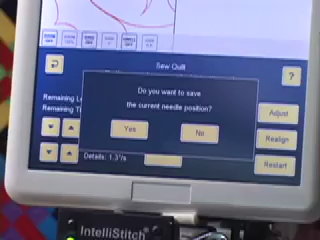 Sew Quilt
?
Do you want to save
the current needle position?
Remaining
Remaining
Yes
No
Adjust
Realign
Restart
Details: 1.3"/s
IntelliStitch